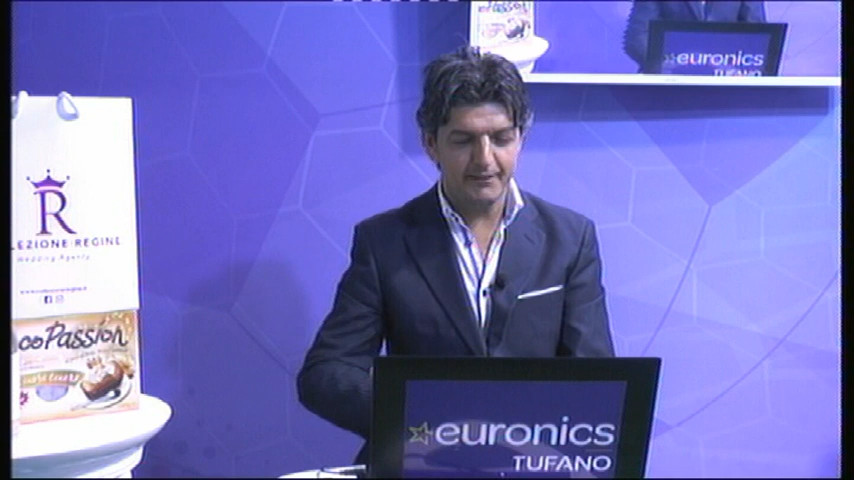 euronics
TUFANO
R
LEZIONE REGINE
Wedding Agency
coPassion
euronics
TUFANO